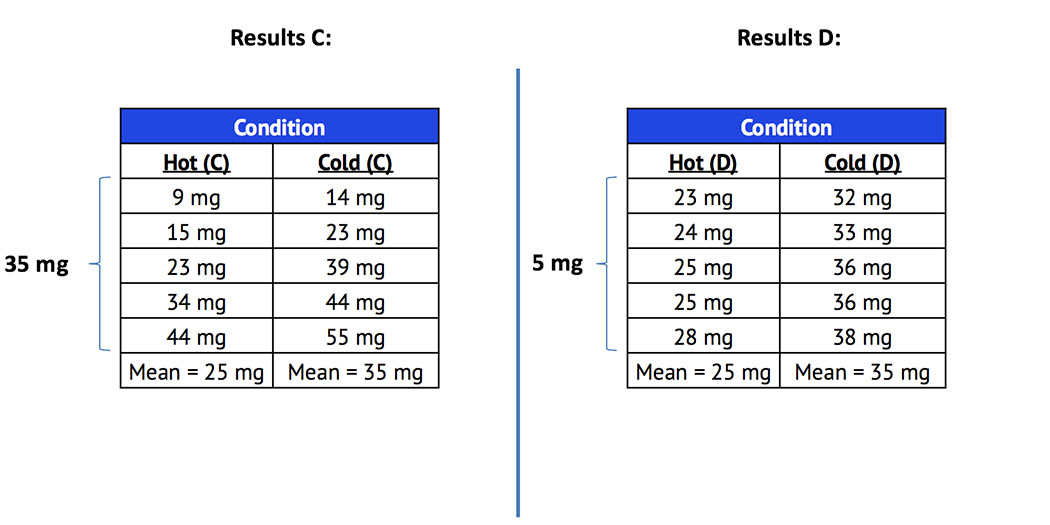 Results C:
Condition
Hot (C) Cold (C)
9 mg 14 mg
15 mg 23 mg
35 mg 23 mg 39 mg
34 mg 44 mg
44 mg 55 mg
Mean = 25 mg Mean = 35 mg
Results D:
Condition
Hot (D) Cold (D)
23 mg 32 mg
24 mg 33 mg
5 mg 25 mg 36 mg
25 mg 36 mg
28 mg 38 mg
Mean = 25 mg Mean = 35 mg